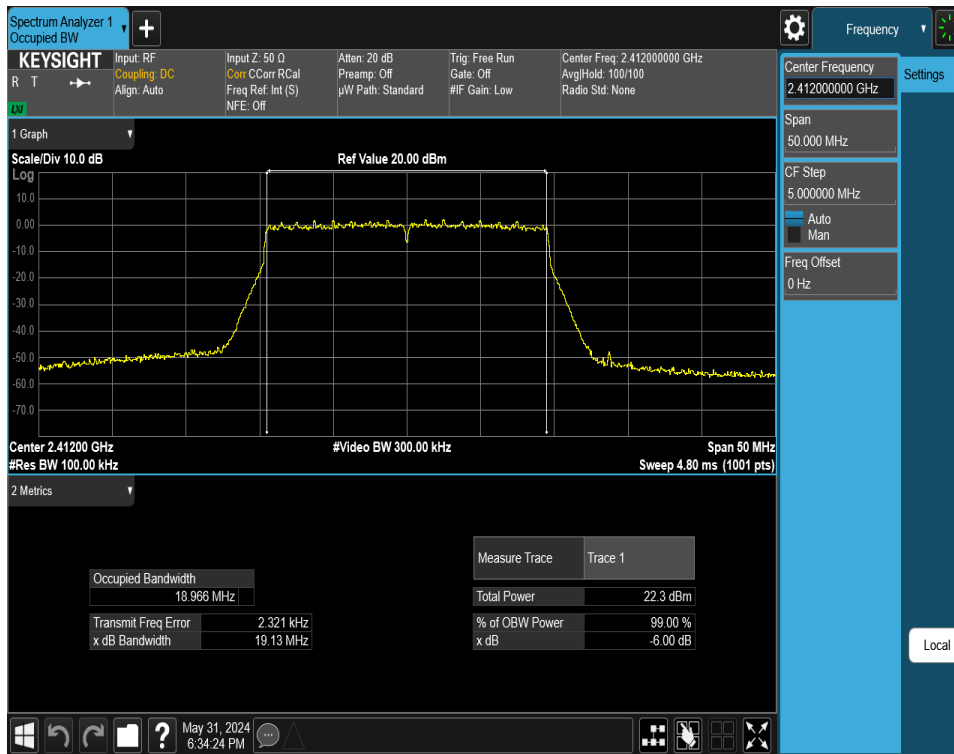 Spectrum Analyzer 1
Occupied BW
Frequency
KEYSIGHT
R T
LXI
Input: RF
Coupling: DC
Align: Auto
Input Z: 50 Ω
Corr CCorr RCal
Freq Ref: Int (S)
NFE: Off
Atten: 20 dB
Preamp: Off
µW Path: Standard
Trig: Free Run
Gate: Off
#IF Gain: Low
Center Freq: 2.412000000 GHz
Avg|Hold: 100/100
Radio Std: None
Center Frequency
2.412000000 GHz
Settings
Span
50.000 MHz
CF Step
5.000000 MHz
Auto
Man
Freq Offset
0 Hz
Local
1 Graph
Scale/Div 10.0 dB
Ref Value 20.00 dBm
Log
10.0
0.00
-10.0
-20.0
-30.0
-40.0
-50.0
-60.0
-70.0
Center 2.41200 GHz
#Video BW 300.00 kHz
Span 50 MHz
#Res BW 100.00 kHz
Sweep 4.80 ms (1001 pts)
2 Metrics
Measure Trace
Trace 1
Occupied Bandwidth
18.966 MHz
Total Power
22.3 dBm
Transmit Freq Error
2.321 kHz
% of OBW Power
99.00 %
x dB Bandwidth
19.13 MHz
x dB
-6.00 dB
?
May 31, 2024
6:34:24 PM